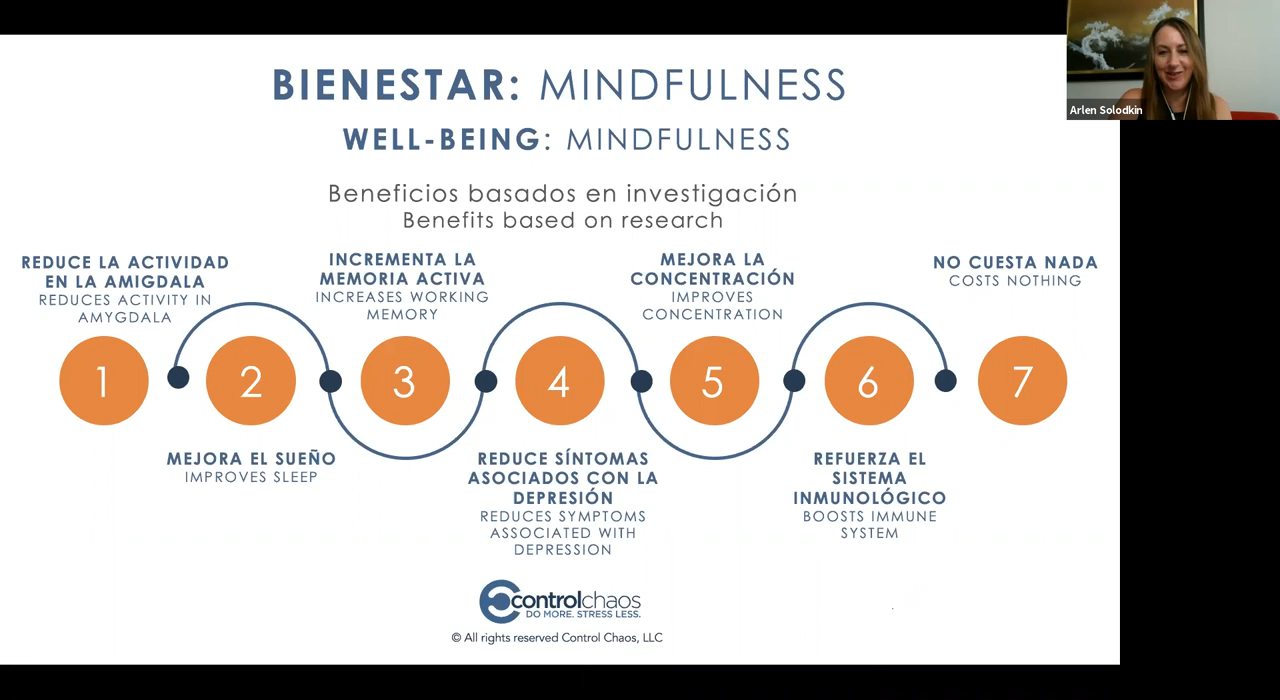 BIENESTAR: MINDFULNESS
WELL-BEING: MINDFULNESS
Beneficios basados en investigación
Benefits based on research
REDUCE LA ACTIVIDAD
EN LA AMIGDALA
REDUCES ACTIVITY IN
AMYGDALA
INCREMENTA LA
MEMORIA ACTIVA
INCREASES WORKING
MEMORY
MEJORA LA
CONCENTRACIÓN
IMPROVES
CONCENTRATION
NO CUESTA NADA
COSTS NOTHING
1 2 3 4 5 6 7
MEJORA EL SUEÑO
IMPROVES SLEEP
REDUCE SÍNTOMAS
ASOCIADOS CON LA
DEPRESIÓN
REDUCES SYMPTOMS
ASSOCIATED WITH
DEPRESSION
REFUERZA EL
SISTEMA
INMUNOLÓGICO
BOOSTS IMMUNE
SYSTEM
controlchaos
DO MORE. STRESS LESS.
© All rights reserved Control Chaos, LLC
Arlen Solodkin